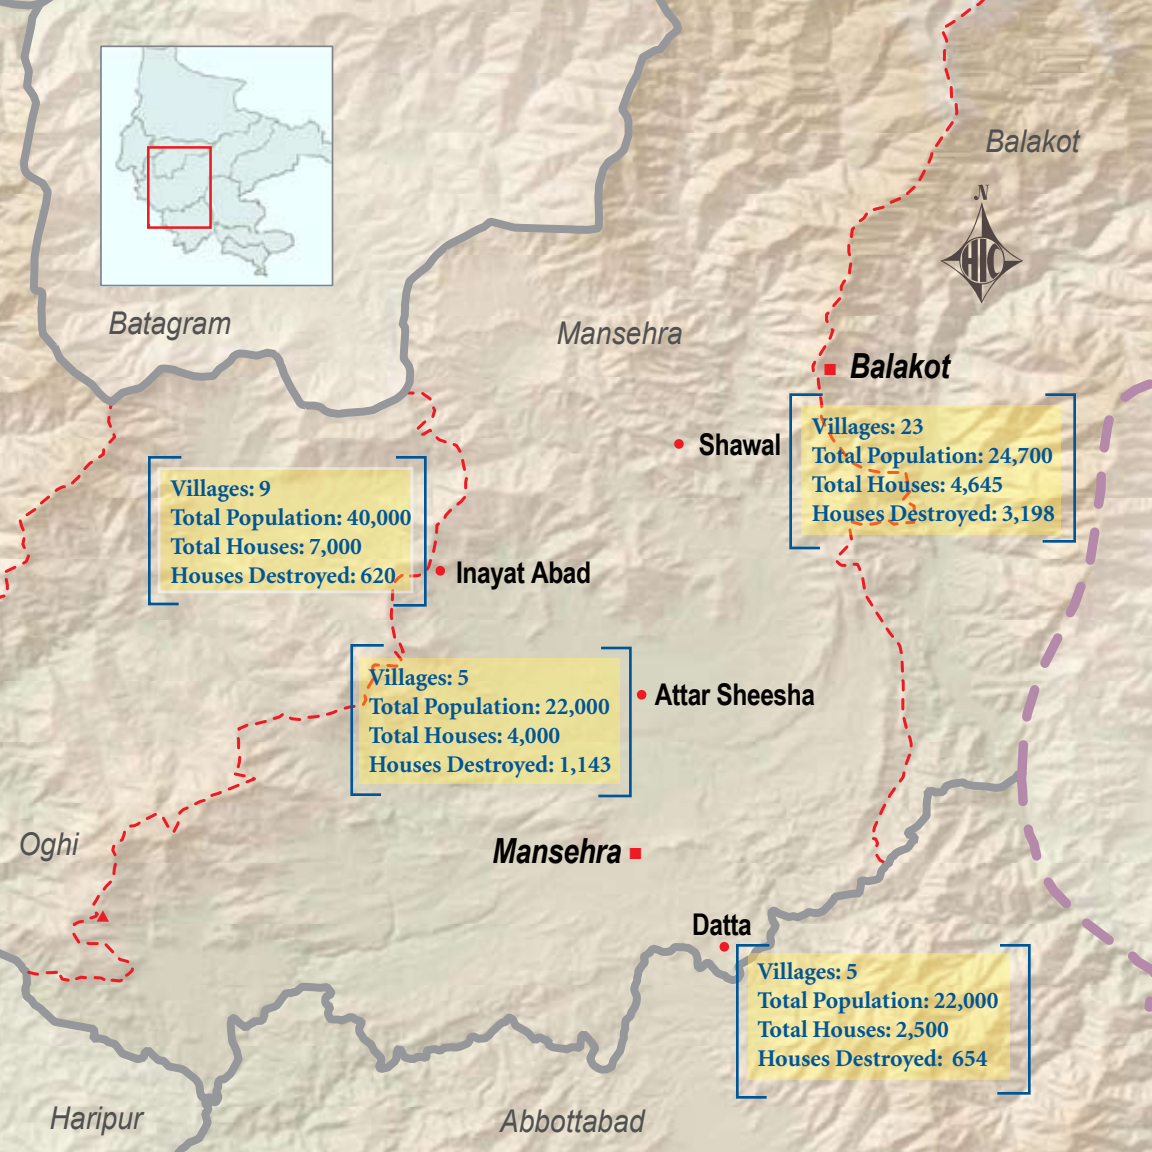 Balakot
N
HIC
Batagram
Mansehra
Balakot
Shawal
Villages: 23
Total Population: 24,700
Total Houses: 4,645
Houses Destroyed: 3,198
Villages: 9
Total Population: 40,000
Total Houses: 7,000
Houses Destroyed: 620
Inayat Abad
Villages: 5
Total Population: 22,000
Total Houses: 4,000
Houses Destroyed: 1,143
Attar Sheesha
Oghi
Mansehra
Datta
Villages: 5
Total Population: 22,000
Total Houses: 2,500
Houses Destroyed: 654
Haripur
Abbottabad